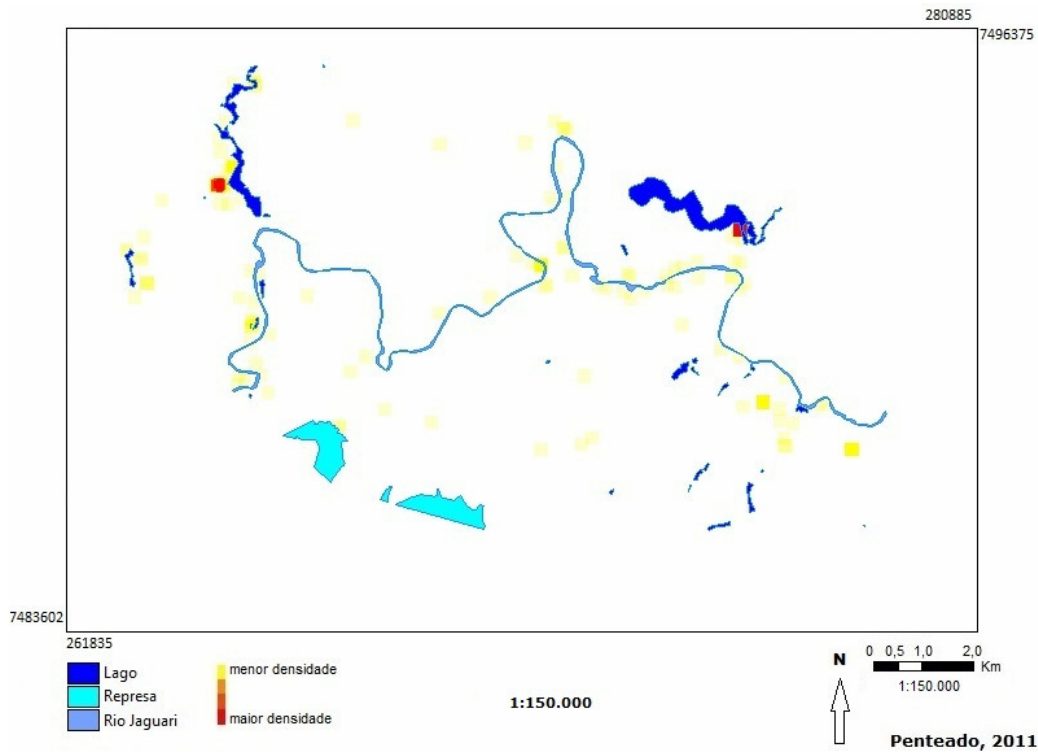 280885
7496375
7483602
261835
Lago
Represa
Rio Jaguari
menor densidade
maior densidade
1:150.000
N
0 0,5 1,0 2,0
Km
1:150.000
Penteado, 2011